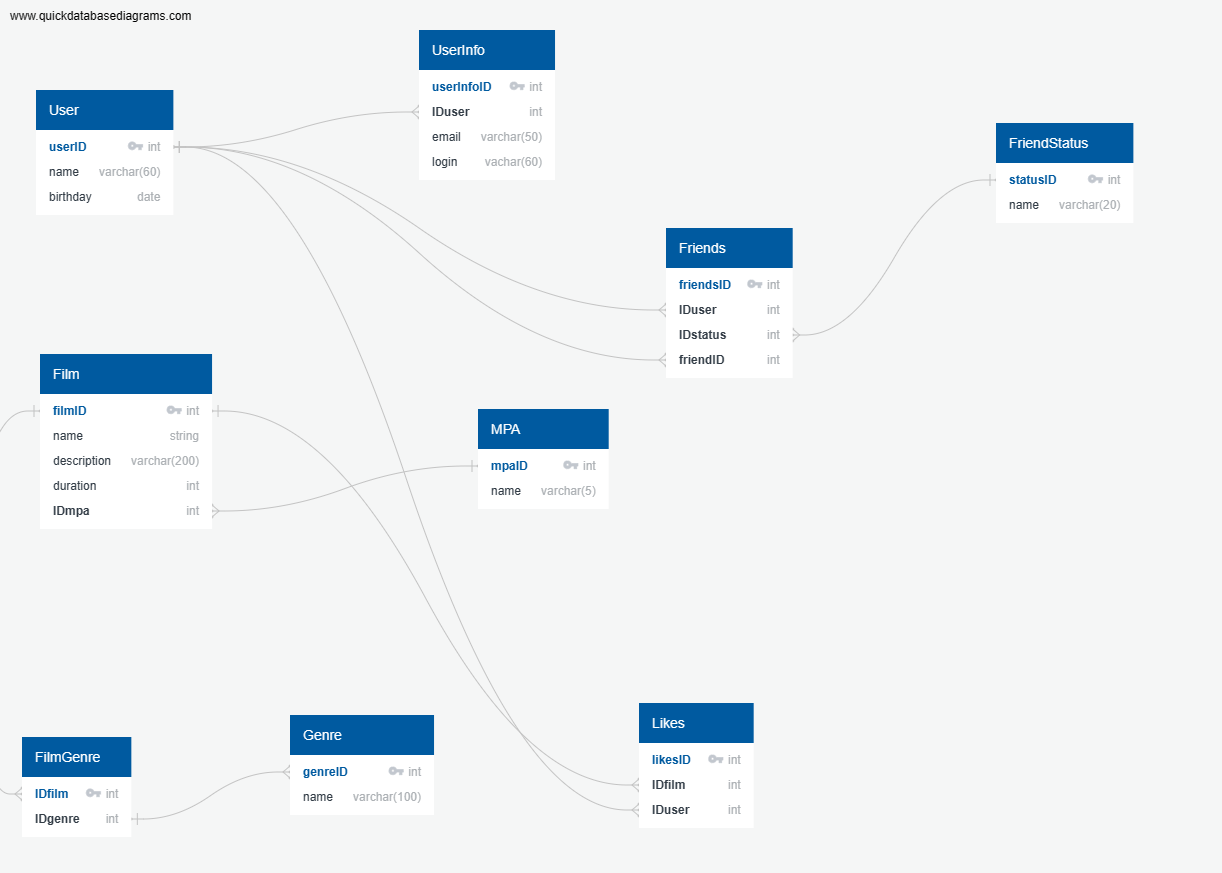 www.quickdatabasediagrams.com
User
userID int
name varchar(60)
birthday date
UserInfo
userInfoID int
IDuser int
email varchar(50)
login vachar(60)
FriendStatus
statusID int
name varchar(20)
Friends
friendsID int
IDuser int
IDstatus int
friendID int
Film
filmID int
name string
description varchar(200)
duration int
IDmpa int
MPA
mpaID int
name varchar(5)
FilmGenre
IDfilm int
IDgenre int
Genre
genreID int
name varchar(100)
Likes
likesID int
IDfilm int
IDuser int